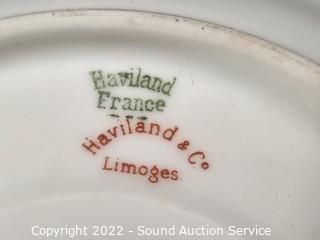 Haviland
France
Haviland & Co
Limoges.
Copyright 2022 - Sound Auction Service